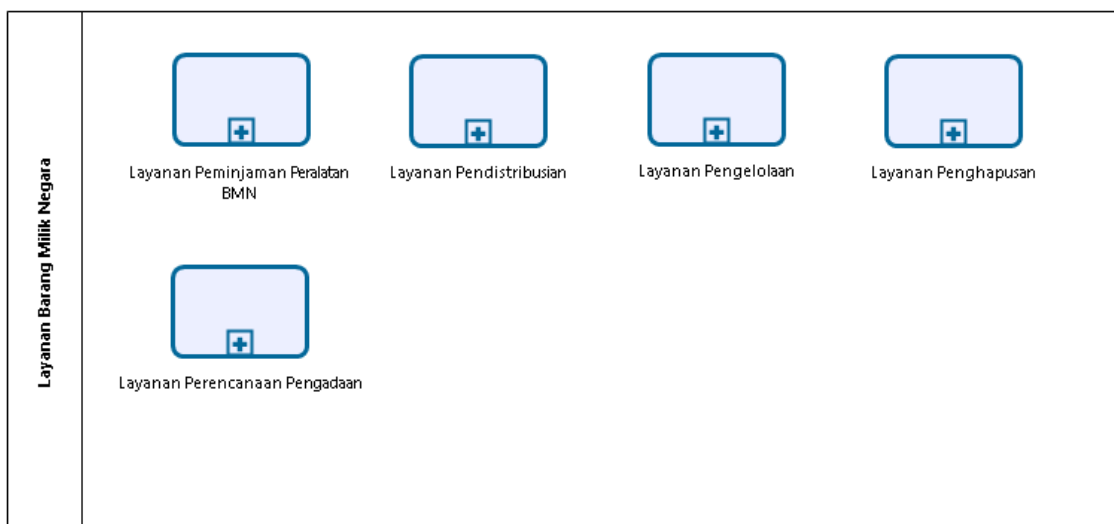 Layanan Barang Milik Negara
Layanan Peminjaman Peralatan
BMN
Layanan Pendistribusian
Layanan Pengelolaan
Layanan Penghapusan
Layanan Perencanaan Pengadaan